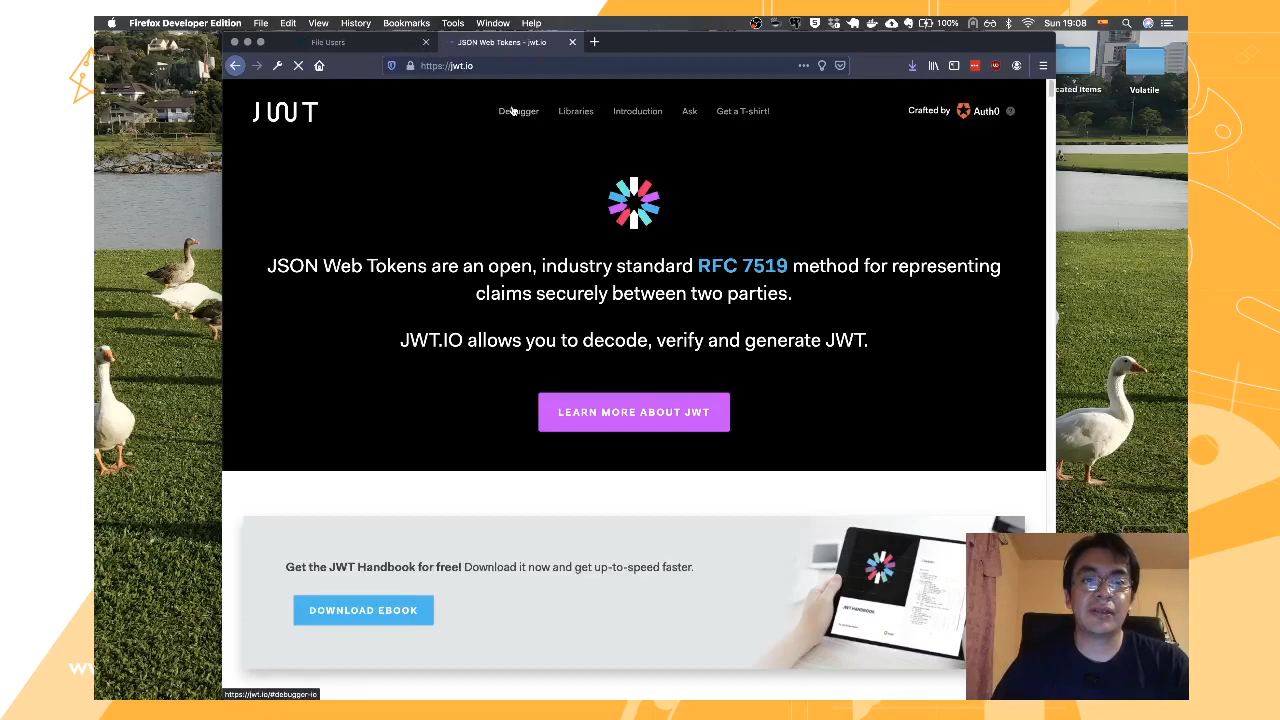 Firefox Developer Edition File Edit View History Bookmarks Tools Window Help 100% Sun 19:08
File Users JSON Web Tokens - jwt.io
https://jwt.io
cated Items Volatile
JWT Debugger Libraries Introduction Ask Get a T-shirt! Crafted by Auth0
JSON Web Tokens are an open, industry standard RFC 7519 method for representing
claims securely between two parties.
JWT.IO allows you to decode, verify and generate JWT.
LEARN MORE ABOUT JWT
Get the JWT Handbook for free! Download it now and get up-to-speed faster.
DOWNLOAD EBOOK
JWT HANDBOOK
https://jwt.io/#debugger-io